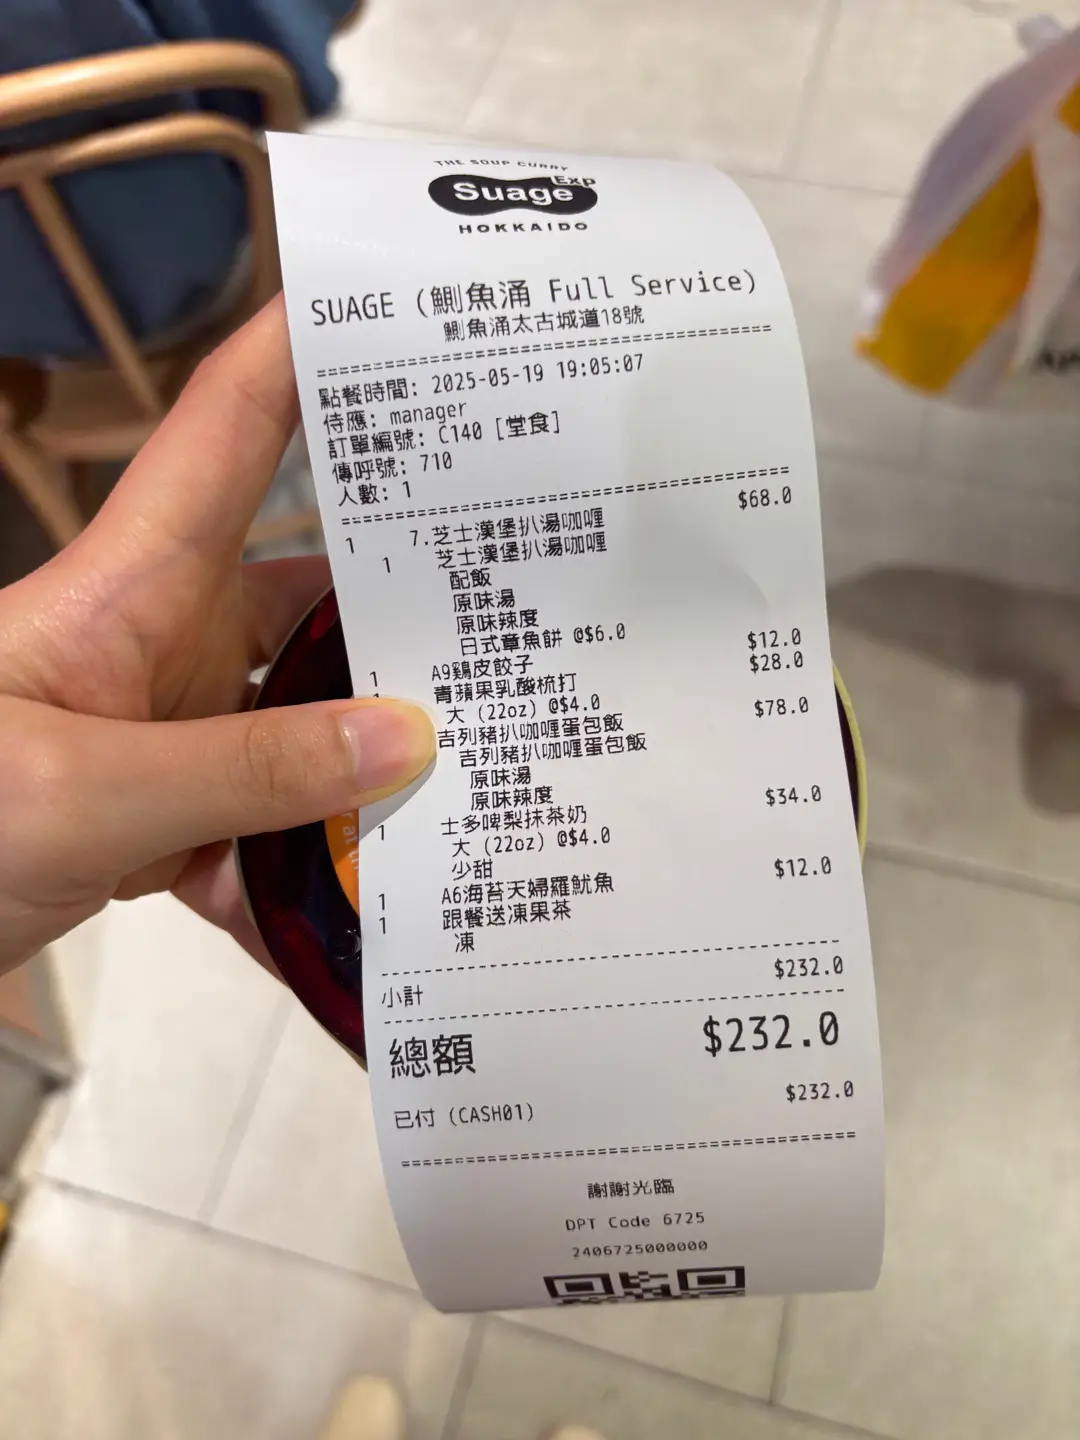 THE SOUP CURRY
Suage Exp
HOKKAIDO
SUAGE (鰂魚涌 Full Service)
鰂魚涌太古城道18號
點餐時間: 2025-05-19 19:05:07
侍應: manager
訂單編號: C140 [堂食]
傳呼號: 710
人數: 1
1 7.芝士漢堡扒湯咖喱 $68.0
1 芝士漢堡扒湯咖喱
配飯
原味湯
原味辣度
日式章魚餅 @$6.0
1 A9鷄皮餃子 $12.0
青蘋果乳酸梳打 $28.0
大 (22oz) @$4.0
吉列豬扒咖喱蛋包飯 $78.0
吉列豬扒咖喱蛋包飯
原味湯
原味辣度
1 士多啤梨抹茶奶 $34.0
大 (22oz) @$4.0
少甜
1 A6海苔天婦羅魷魚 $12.0
1 跟餐送凍果茶
凍
小計 $232.0
總額 $232.0
已付 (CASH01) $232.0
謝謝光臨
DPT Code 6725
2406725000000